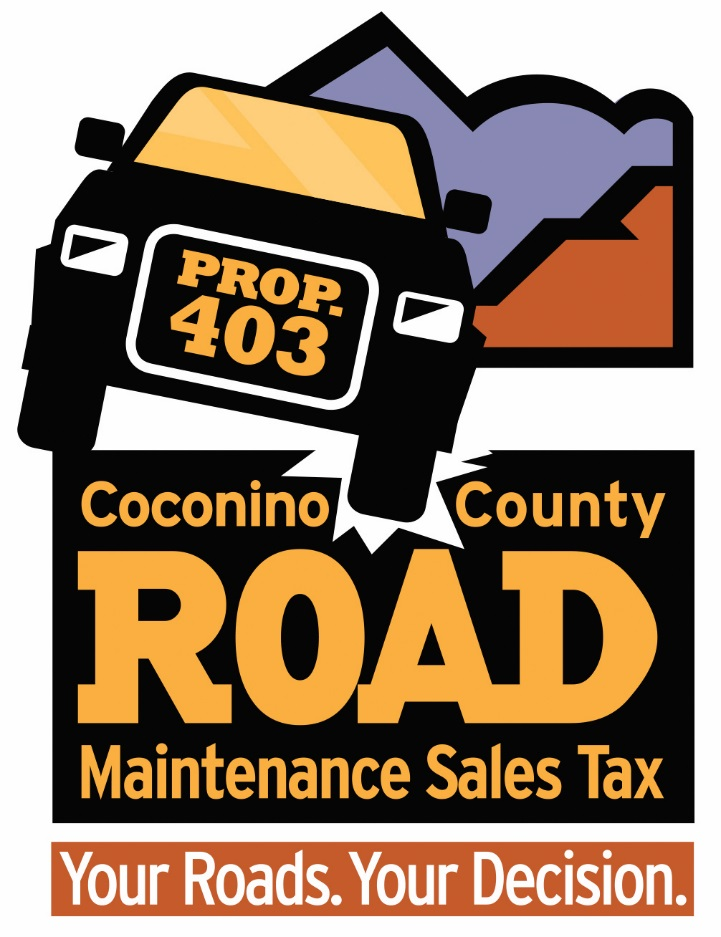 PROP.
403
Coconino County
ROAD
Maintenance Sales Tax
Your Roads. Your Decision.